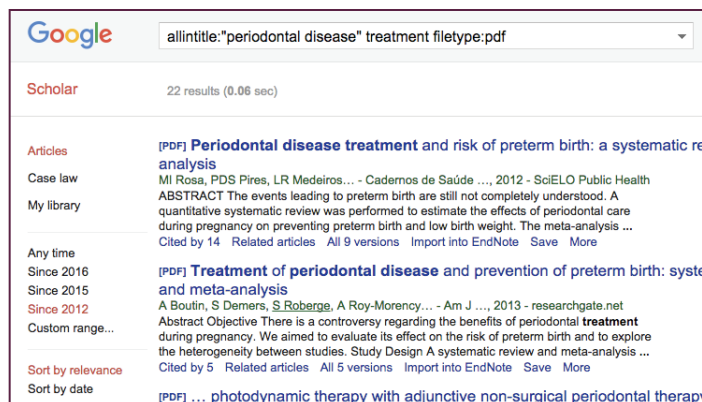 Google
allintitle:"periodontal disease" treatment filetype:pdf
Scholar
22 results (0.06 sec)
Articles
Case law
My library
Any time
Since 2016
Since 2015
Since 2012
Custom range...
Sort by relevance
Sort by date
[PDF] Periodontal disease treatment and risk of preterm birth: a systematic re
analysis
MI Rosa, PDS Pires, LR Medeiros… - Cadernos de Saúde …, 2012 - SciELO Public Health
ABSTRACT The events leading to preterm birth are still not completely understood. A
quantitative systematic review was performed to estimate the effects of periodontal care
during pregnancy on preventing preterm birth and low birth weight. The meta-analysis ...
Cited by 14 Related articles All 9 versions Import into EndNote Save More
[PDF] Treatment of periodontal disease and prevention of preterm birth: syste
and meta-analysis
A Boutin, S Demers, S Roberge, A Roy-Morency… - Am J …, 2013 - researchgate.net
Abstract Objective There is a controversy regarding the benefits of periodontal treatment
during pregnancy. We aimed to evaluate its effect on the risk of preterm birth and to explore
the heterogeneity between studies. Study Design A systematic review and meta-analysis ...
Cited by 5 Related articles All 5 versions Import into EndNote Save More
[PDF] … photodynamic therapy with adjunctive non-surgical periodontal therapy